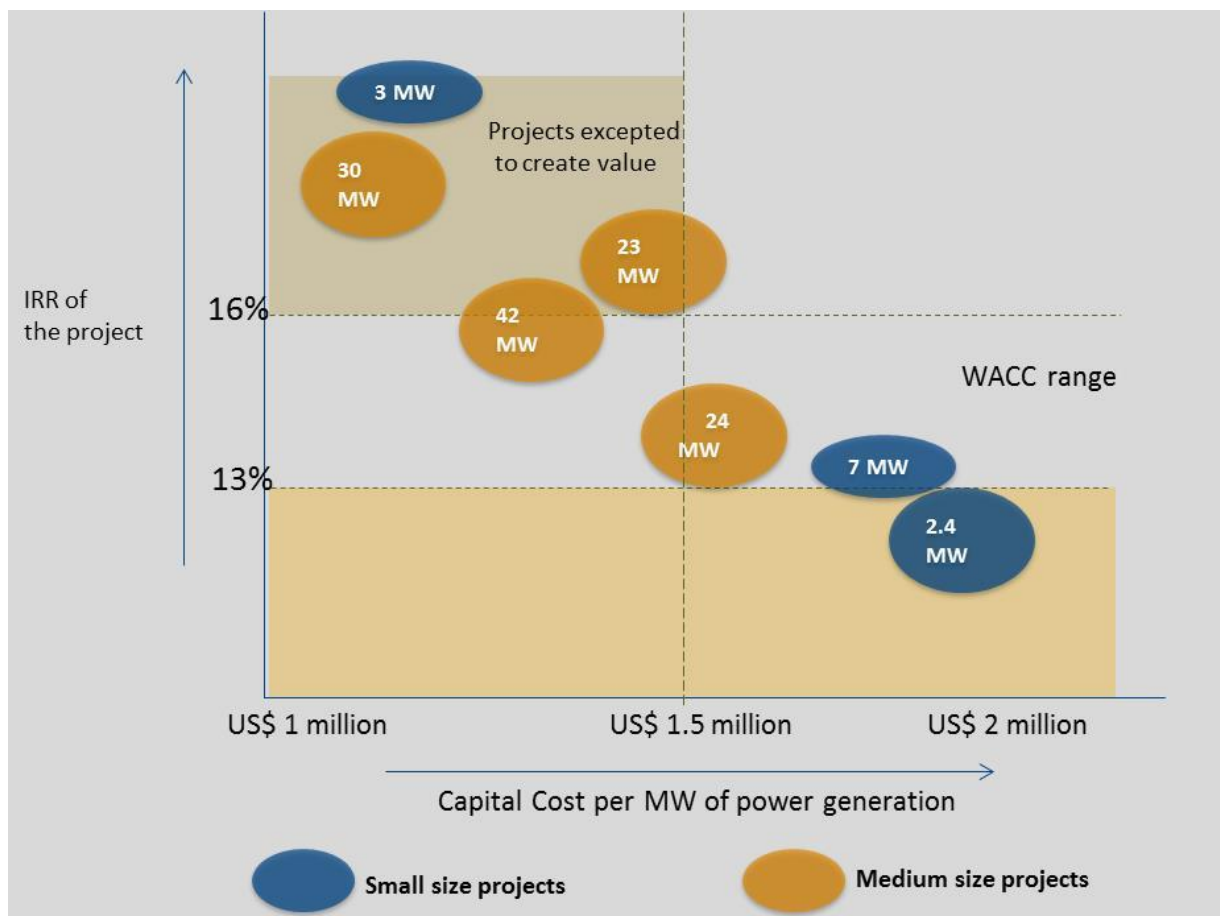 3 MW
Projects excepted
to create value
30
MW
23
MW
IRR of
the project
16%
42
MW
WACC range
24
MW
13%
7 MW
2.4
MW
US$ 1 million
US$ 1.5 million
US$ 2 million
Capital Cost per MW of power generation
Small size projects
Medium size projects